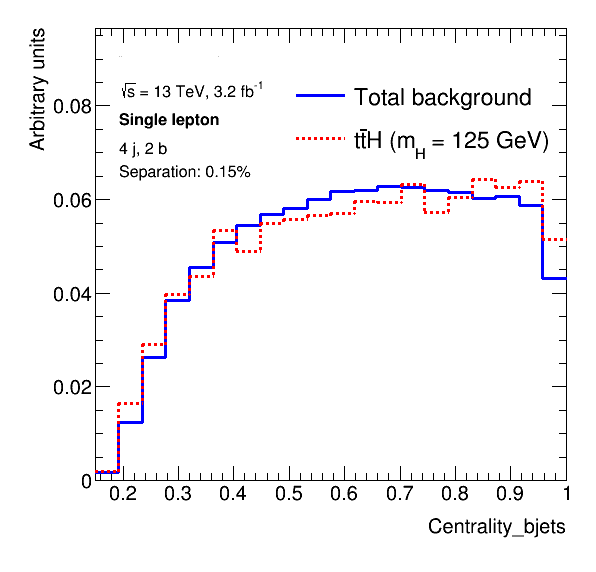 Arbitrary units
√s = 13 TeV, 3.2 fb⁻¹
Single lepton
4 j, 2 b
Separation: 0.15%
Total background
tt̄H (m_H = 125 GeV)
0.08
0.06
0.04
0.02
0
0.2 0.3 0.4 0.5 0.6 0.7 0.8 0.9 1
Centrality_bjets